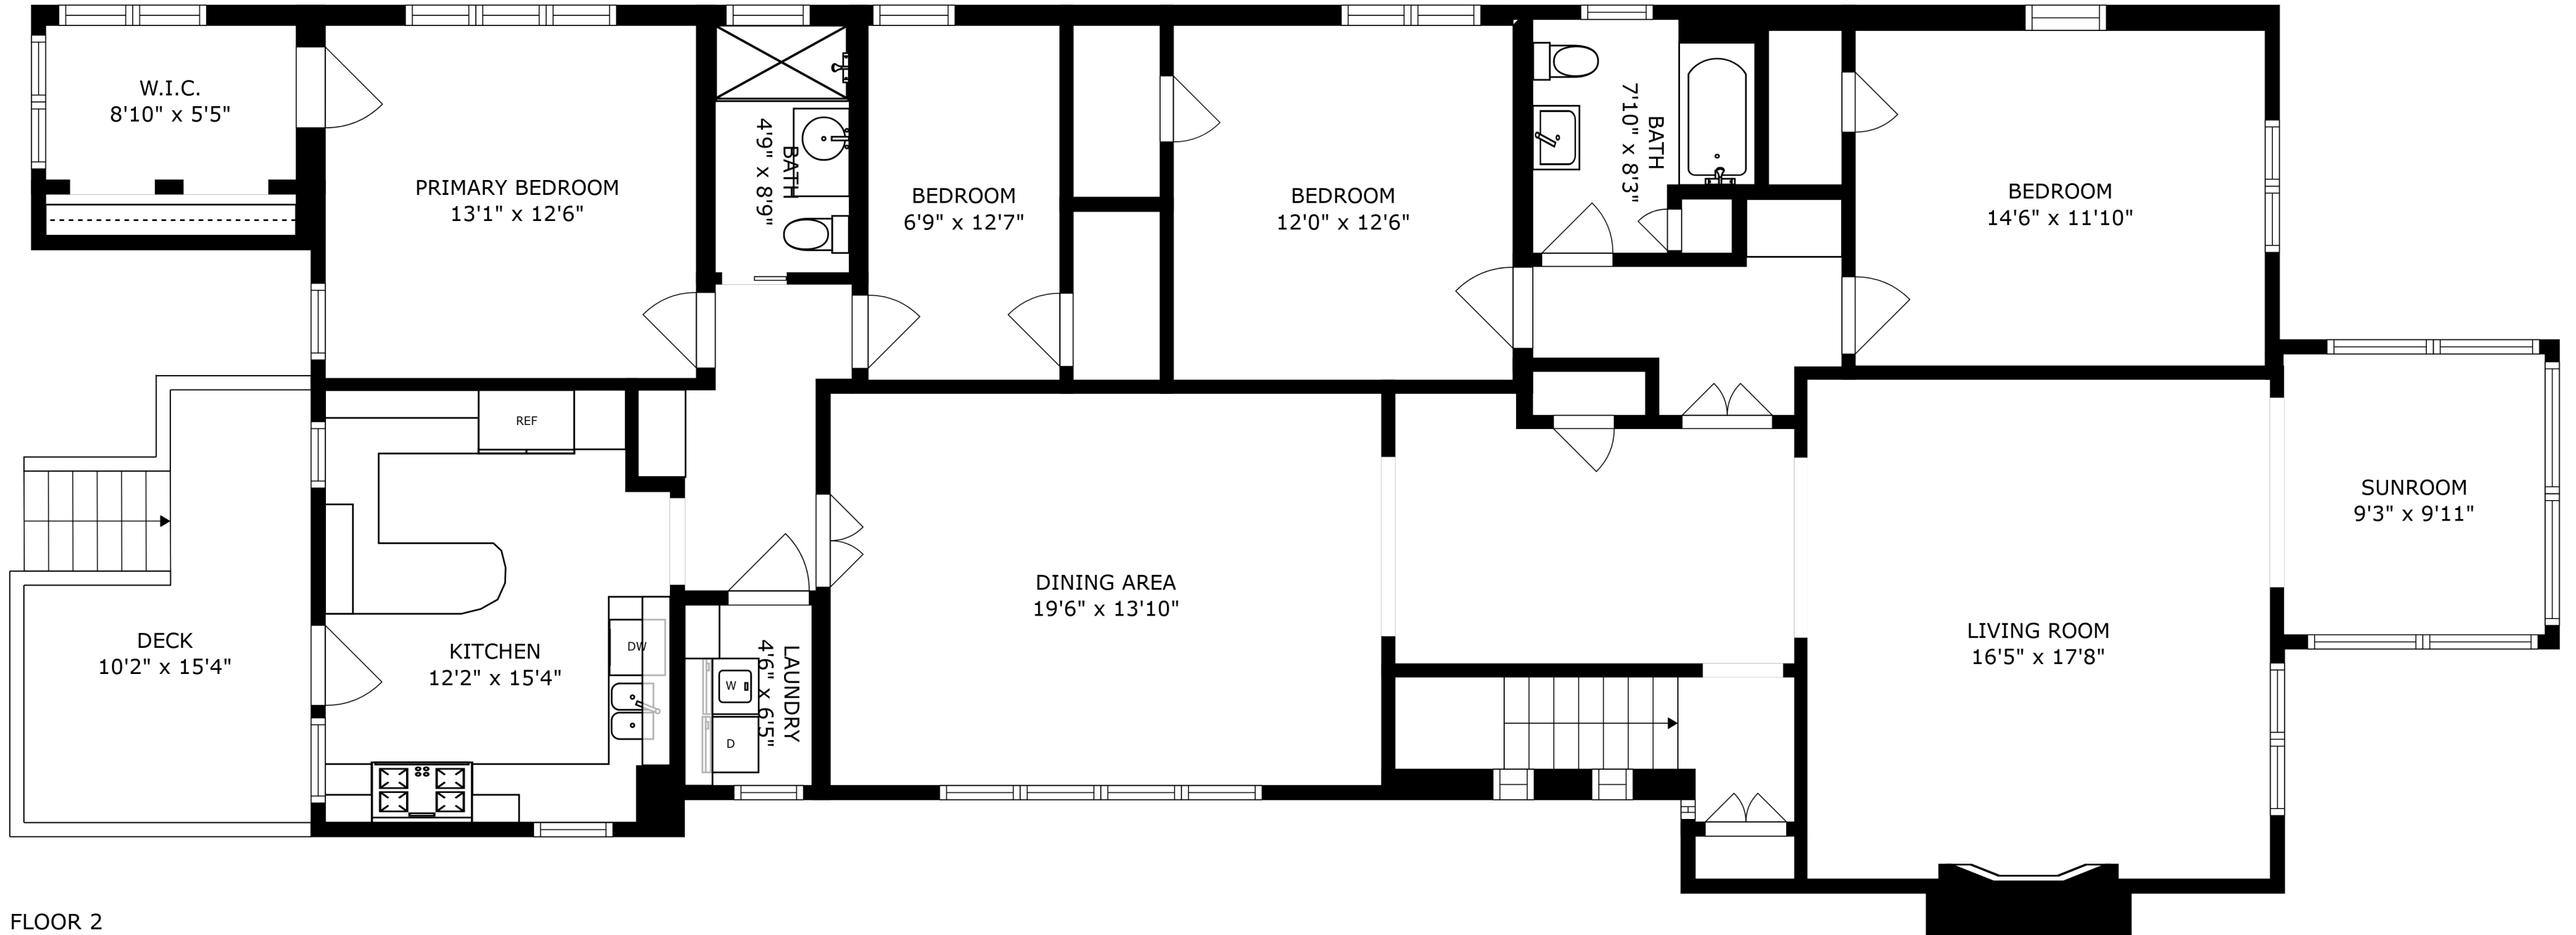 W.I.C.
8'10" x 5'5"
PRIMARY BEDROOM
13'1" x 12'6"
BATH
4'9" x 8'9"
BEDROOM
6'9" x 12'7"
BEDROOM
12'0" x 12'6"
BATH
7'10" x 8'3"
BEDROOM
14'6" x 11'10"
REF
SUNROOM
9'3" x 9'11"
DINING AREA
19'6" x 13'10"
LIVING ROOM
16'5" x 17'8"
DECK
10'2" x 15'4"
KITCHEN
12'2" x 15'4"
DW
LAUNDRY
4'6" x 6'5"
W
D
FLOOR 2